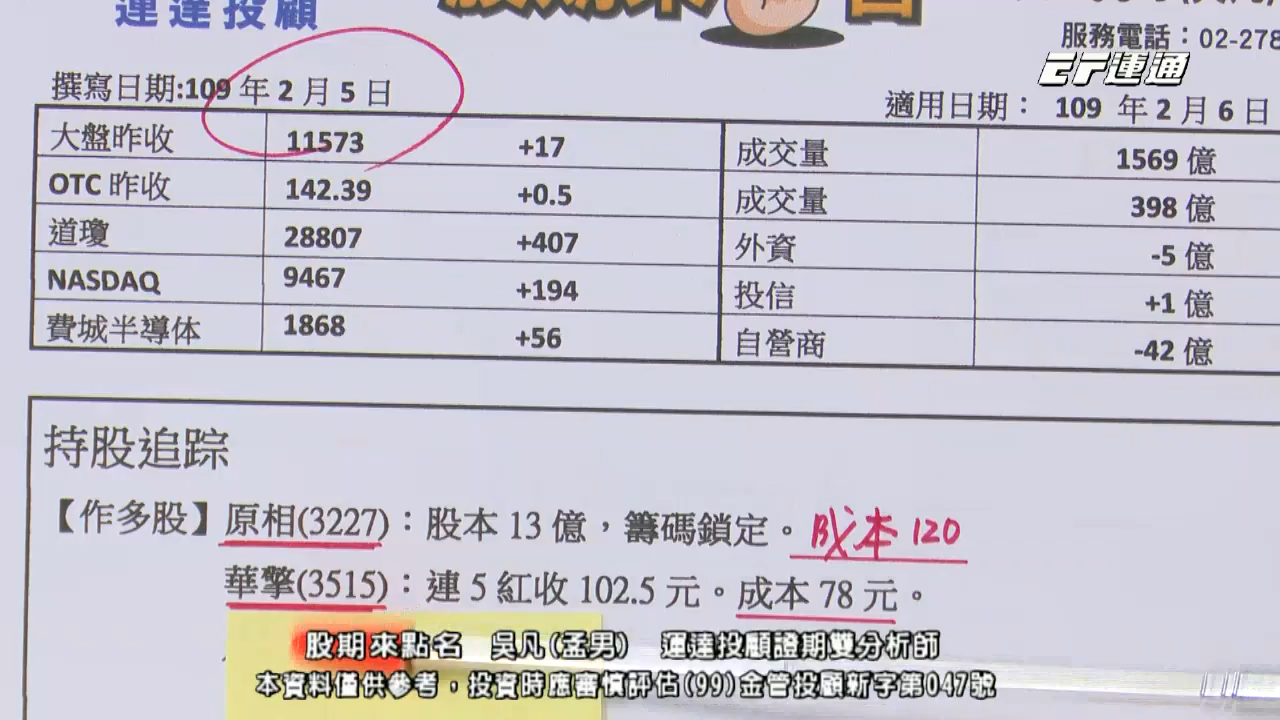 運達投顧
服務電話：02-278
EF運通
撰寫日期:109 年 2 月 5 日
適用日期： 109 年 2 月 6 日
大盤昨收 11573 +17 成交量 1569 億
OTC 昨收 142.39 +0.5 成交量 398 億
道瓊 28807 +407 外資 -5 億
NASDAQ 9467 +194 投信 +1 億
費城半導体 1868 +56 自營商 -42 億
持股追踪
【作多股】原相(3227)：股本 13 億，籌碼鎖定。成本 120
華擎(3515)：連 5 紅收 102.5 元。成本 78 元。
股期來點名 吳凡(孟男) 運達投顧證期雙分析師
本資料僅供參考，投資時應審慎評估(99)金管投顧新字第047號